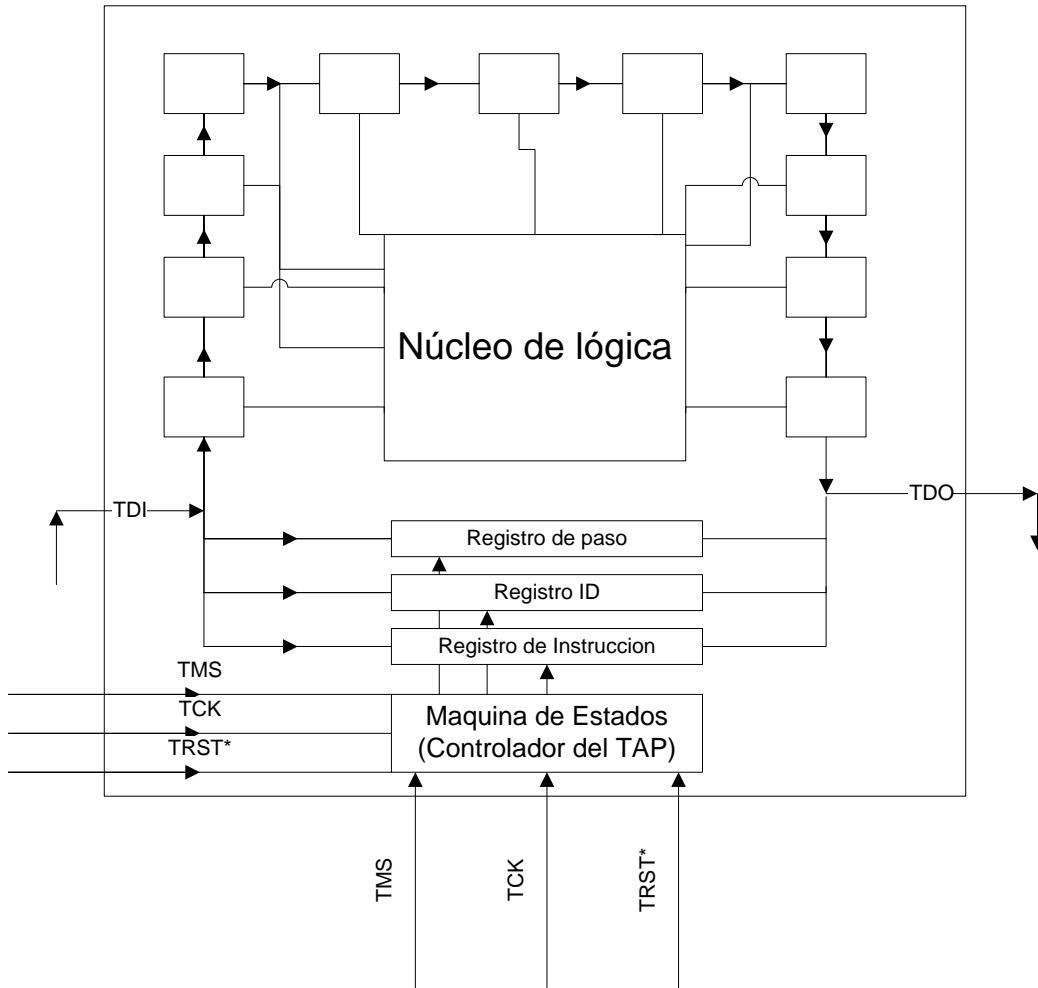 Núcleo de lógica
TDI
TDO
Registro de paso
Registro ID
Registro de Instruccion
TMS
TCK
TRST*
Maquina de Estados
(Controlador del TAP)
TMS
TCK
TRST*